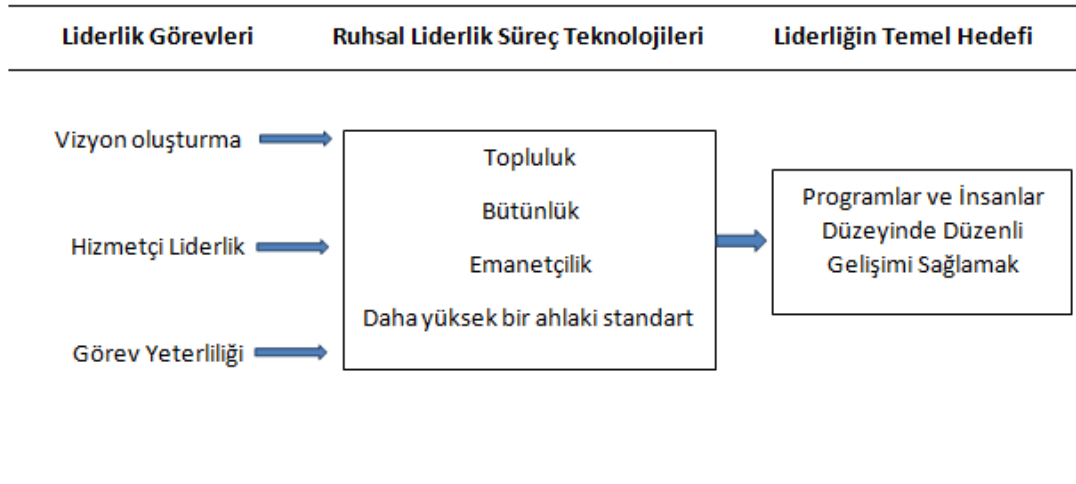 Liderlik Görevleri
Ruhsal Liderlik Süreç Teknolojileri
Liderliğin Temel Hedefi
Vizyon oluşturma
Hizmetçi Liderlik
Görev Yeterliliği
Topluluk
Bütünlük
Emanetçilik
Daha yüksek bir ahlaki standart
Programlar ve İnsanlar
Düzeyinde Düzenli
Gelişimi Sağlamak